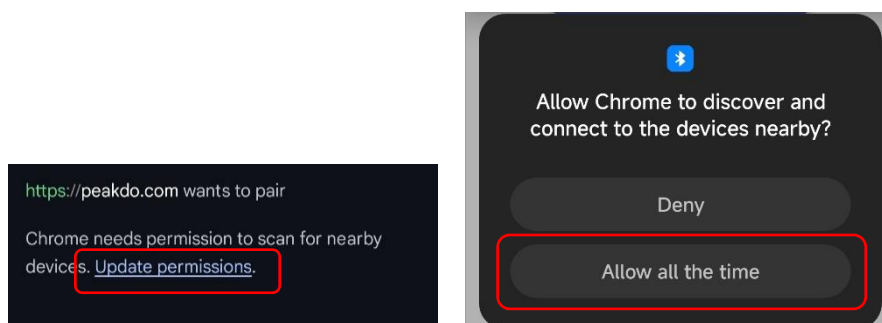 https://peakdo.com wants to pair
Chrome needs permission to scan for nearby
devices. Update permissions.
Allow Chrome to discover and
connect to the devices nearby?
Deny
Allow all the time